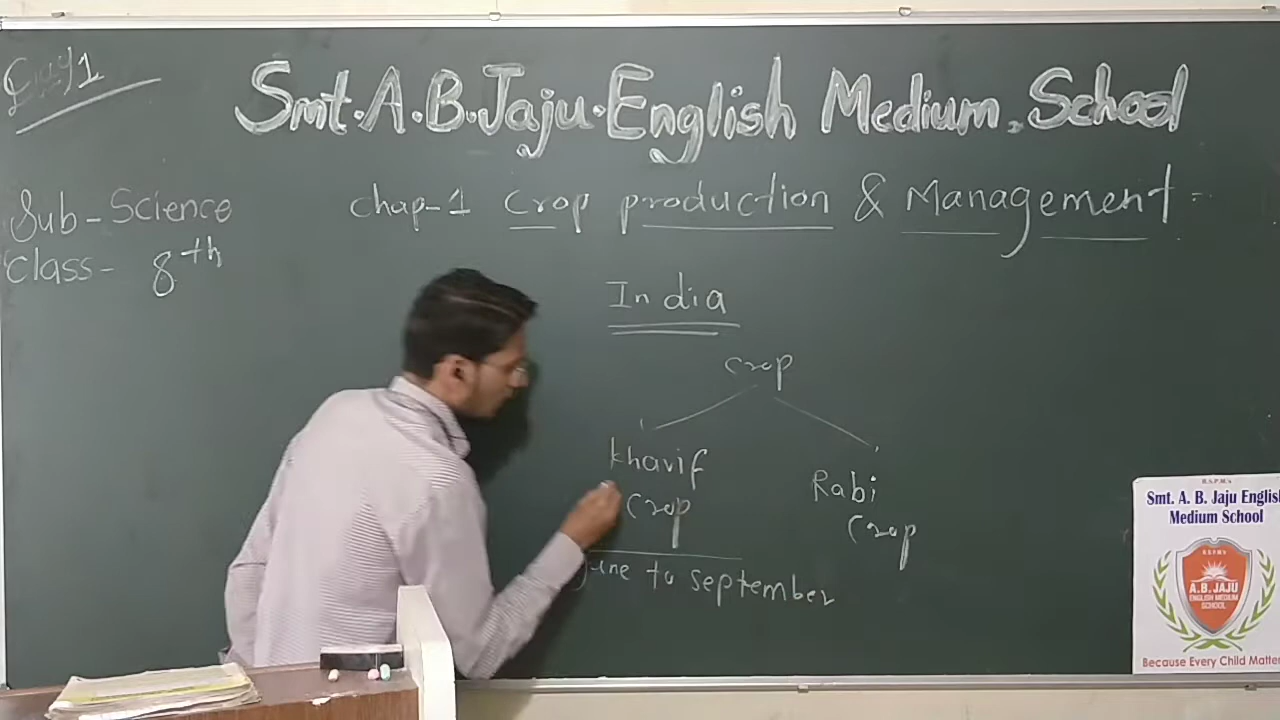 Day 1
Smt. A. B. Jaju. English Medium. School
Sub - Science
Class - 8th
chap-1 Crop production & Management
India
Crop
Kharif
Crop
June to september
Rabi
Crop
R.S.P.M's
Smt. A. B. Jaju English
Medium School
R.S.P.M's
A.B. JAJU
ENGLISH MEDIUM
SCHOOL
Because Every Child Matter